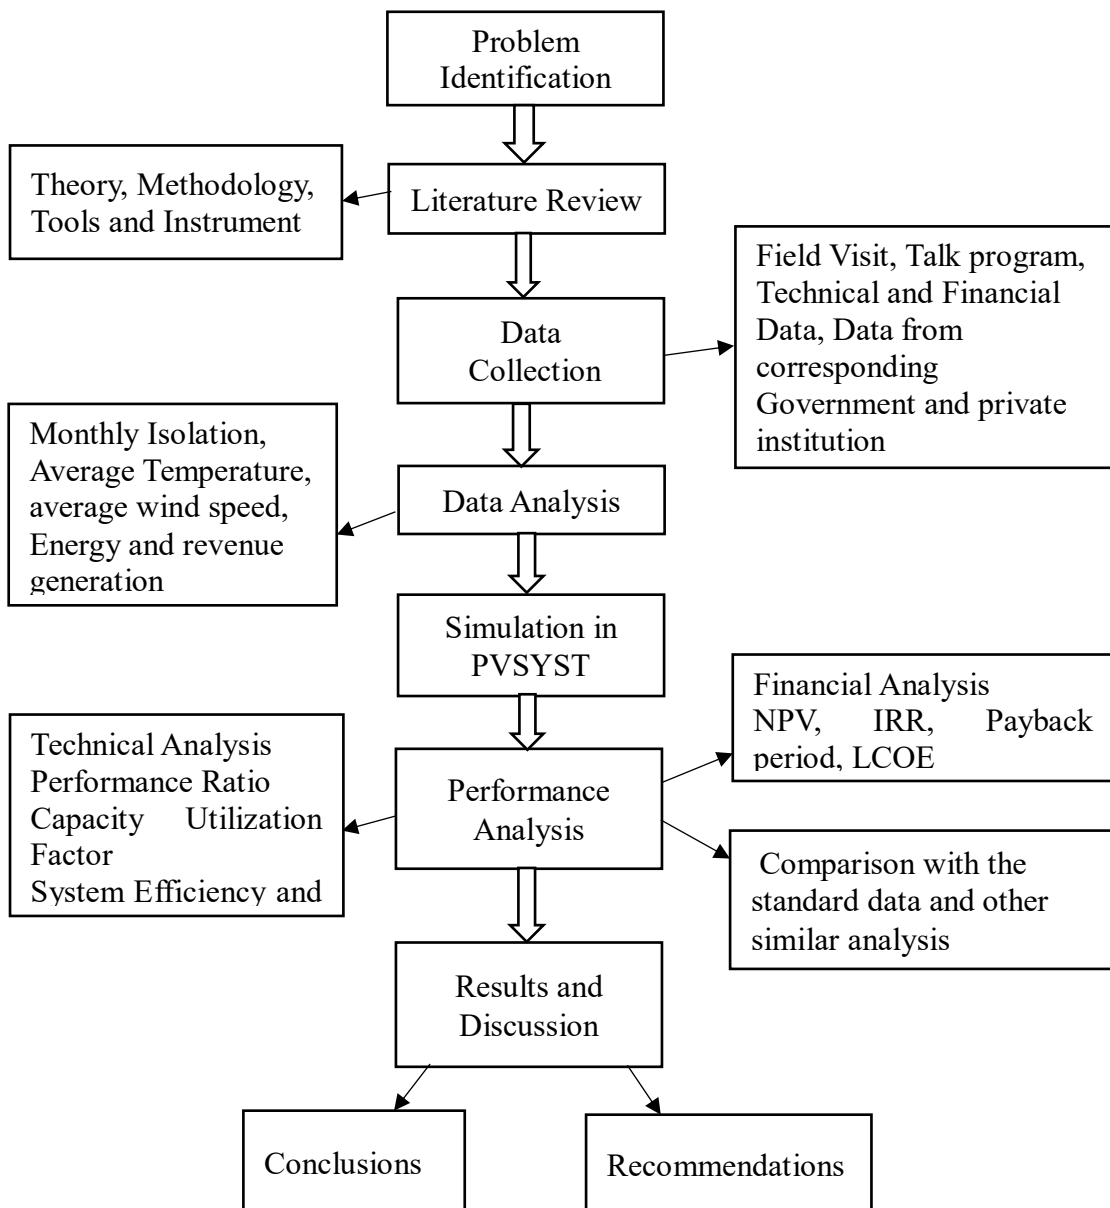 Problem
Identification
Theory, Methodology,
Tools and Instrument
Literature Review
Field Visit, Talk program,
Technical and Financial
Data, Data from
corresponding
Government and private
institution
Data
Collection
Monthly Isolation,
Average Temperature,
average wind speed,
Energy and revenue
generation
Data Analysis
Simulation in
PVSYST
Financial Analysis
NPV, IRR, Payback
period, LCOE
Technical Analysis
Performance Ratio
Capacity Utilization
Factor
System Efficiency and
Performance
Analysis
Comparison with the
standard data and other
similar analysis
Results and
Discussion
Conclusions
Recommendations